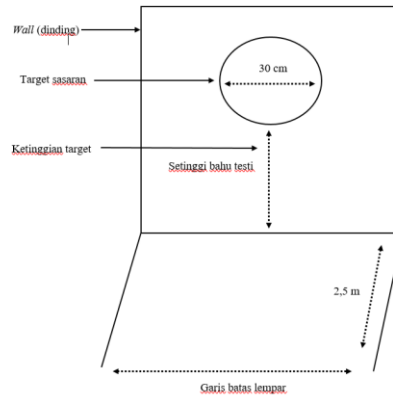 Wall (dinding)
30 cm
Target sasaran
Ketinggian target
Setinggi bahu testi
2,5 m
Garis batas lempar